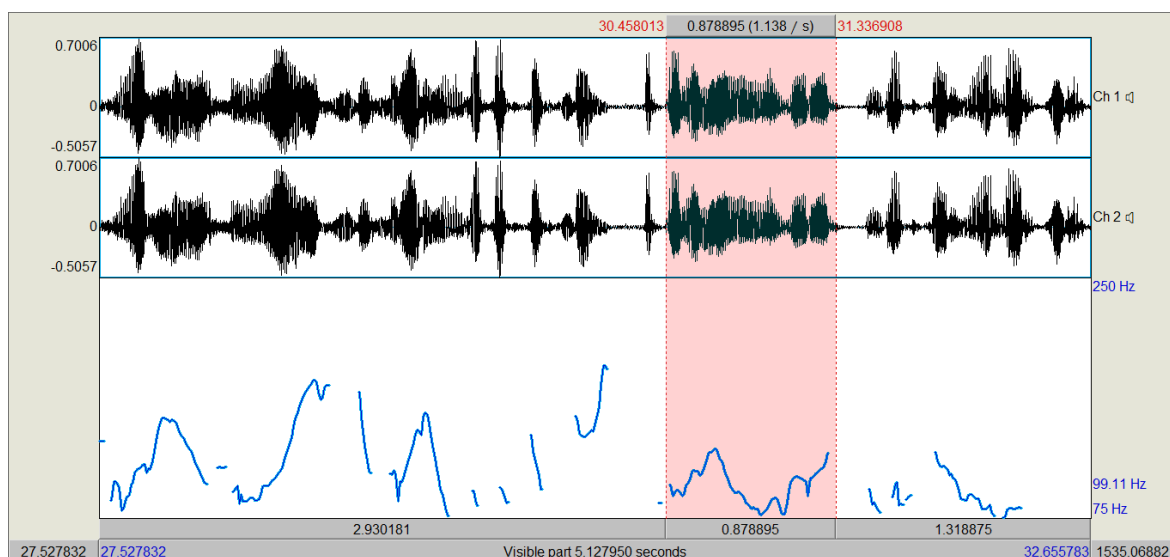 30.458013 0.878895 (1.138 / s) 31.336908
0.7006
0
-0.5057
Ch 1
0.7006
0
-0.5057
Ch 2
250 Hz
99.11 Hz
75 Hz
2.930181 0.878895 1.318875
27.527832 27.527832 Visible part 5.127950 seconds 32.655783 1535.06882